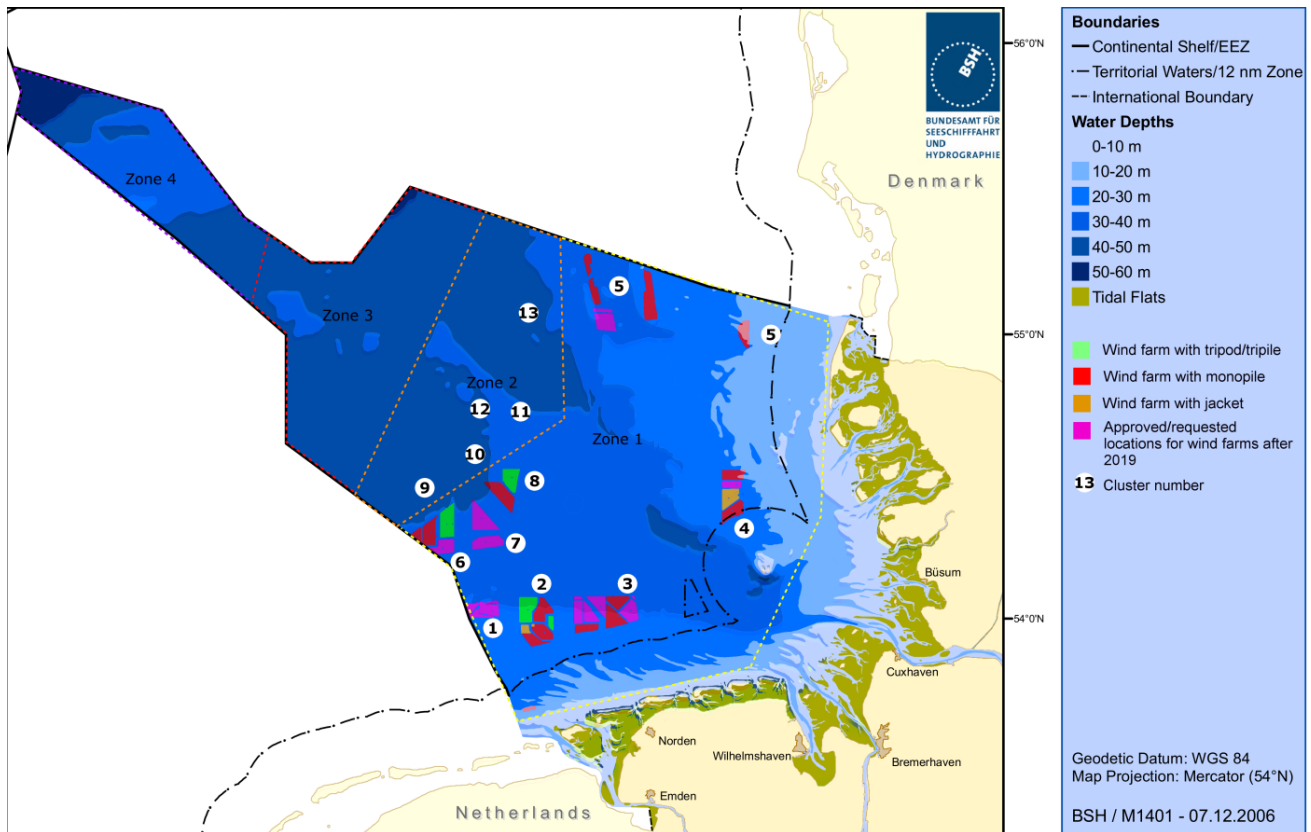 BSH
BUNDESAMT FÜR
SEESCHIFFFAHRT
UND
HYDROGRAPHIE
56°0'N
Denmark
Zone 4
5
13
Zone 3
5
55°0'N
Zone 2
12
11
Zone 1
10
9
8
4
7
6
2
3
Büsum
1
54°0'N
Cuxhaven
Norden
Wilhelmshaven
Bremerhaven
Emden
Netherlands
Boundaries
Continental Shelf/EEZ
Territorial Waters/12 nm Zone
International Boundary
Water Depths
0-10 m
10-20 m
20-30 m
30-40 m
40-50 m
50-60 m
Tidal Flats
Wind farm with tripod/tripile
Wind farm with monopile
Wind farm with jacket
Approved/requested
locations for wind farms after
2019
13 Cluster number
Geodetic Datum: WGS 84
Map Projection: Mercator (54°N)
BSH / M1401 - 07.12.2006